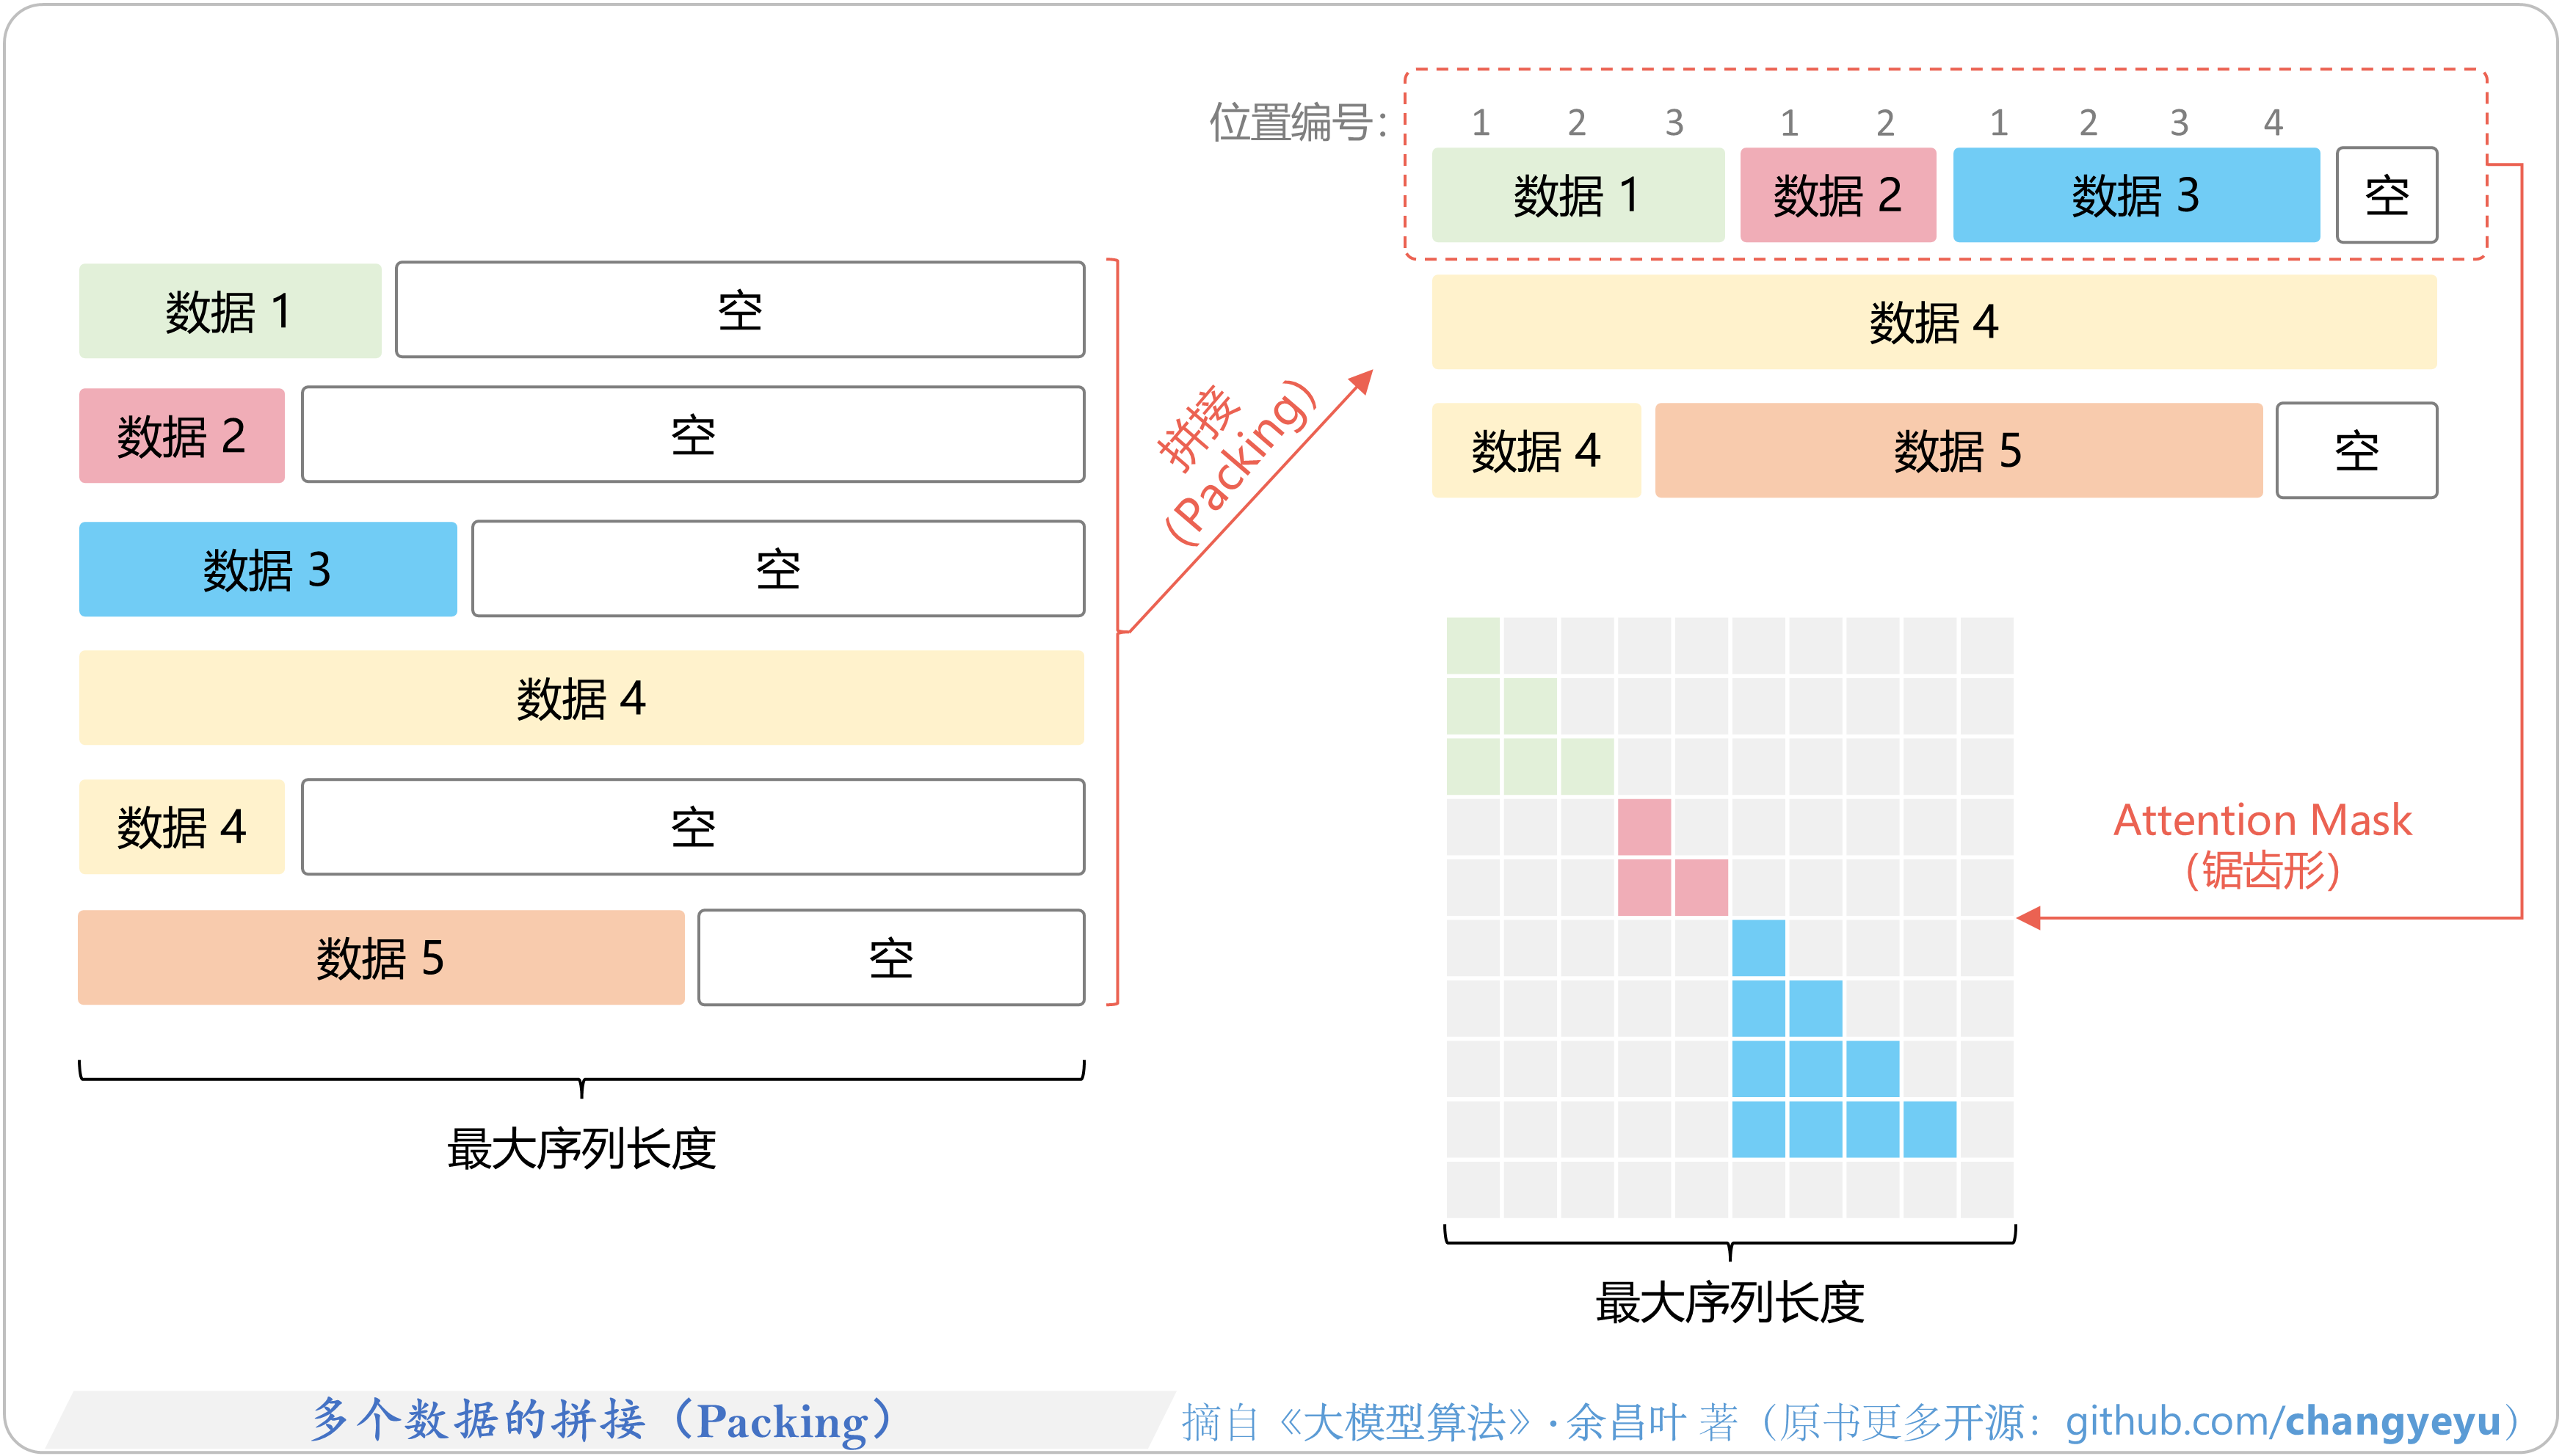 位置编号：
1 2 3 1 2 1 2 3 4
数据 1 数据 2 数据 3 空
数据 4
数据 4 数据 5 空
数据 1 空
数据 2 空
数据 3 空
数据 4
数据 4 空
数据 5 空
最大序列长度
拼接
(Packing)
Attention Mask
(锯齿形)
最大序列长度
多个数据的拼接（Packing）
摘自《大模型算法》· 余昌叶 著（原书更多开源：github.com/changyeyu）